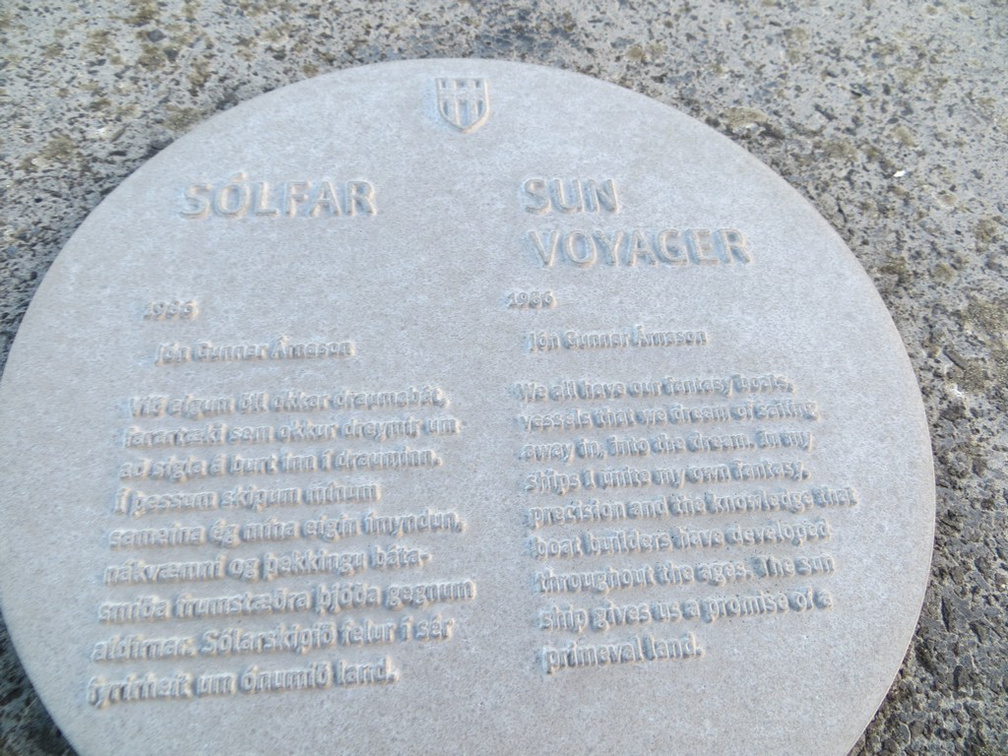 SÓLFAR
1986
Jón Gunnar Árnason
Við eigum öll okkar draumabát,
farartæki sem okkur dreymir um
að sigla á burt inn í drauminn.
Í þessum skipum mínum
sameina ég mína eigin ímyndun,
nákvæmni og þekkingu báta-
smiða frumstæðra þjóða gegnum
aldirnar. Sólarskipið felur í sér
fyrirheit um ónumið land.
SUN
VOYAGER
1986
Jón Gunnar Árnason
We all have our fantasy boats,
vessels that we dream of sailing
away in, into the dream. In my
ships I unite my own fantasy,
precision and the knowledge that
boat builders have developed
throughout the ages. The sun
ship gives us a promise of a
primeval land.